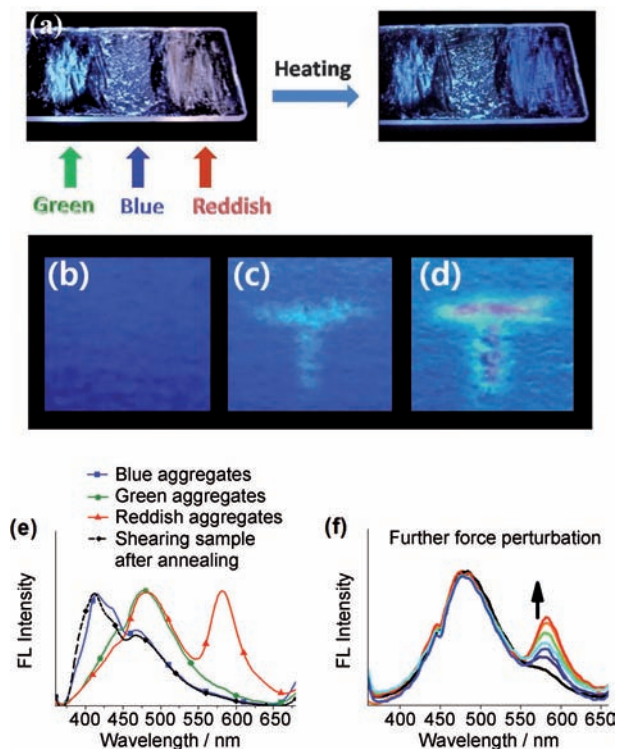 (a)
Heating
Green
Blue
Reddish
(b)
(c)
(d)
Blue aggregates
Green aggregates
Reddish aggregates
Shearing sample
after annealing
(e)
FL Intensity
400 450 500 550 600 650
Wavelength / nm
(f)
Further force perturbation
FL Intensity
400 450 500 550 600 650
Wavelength / nm